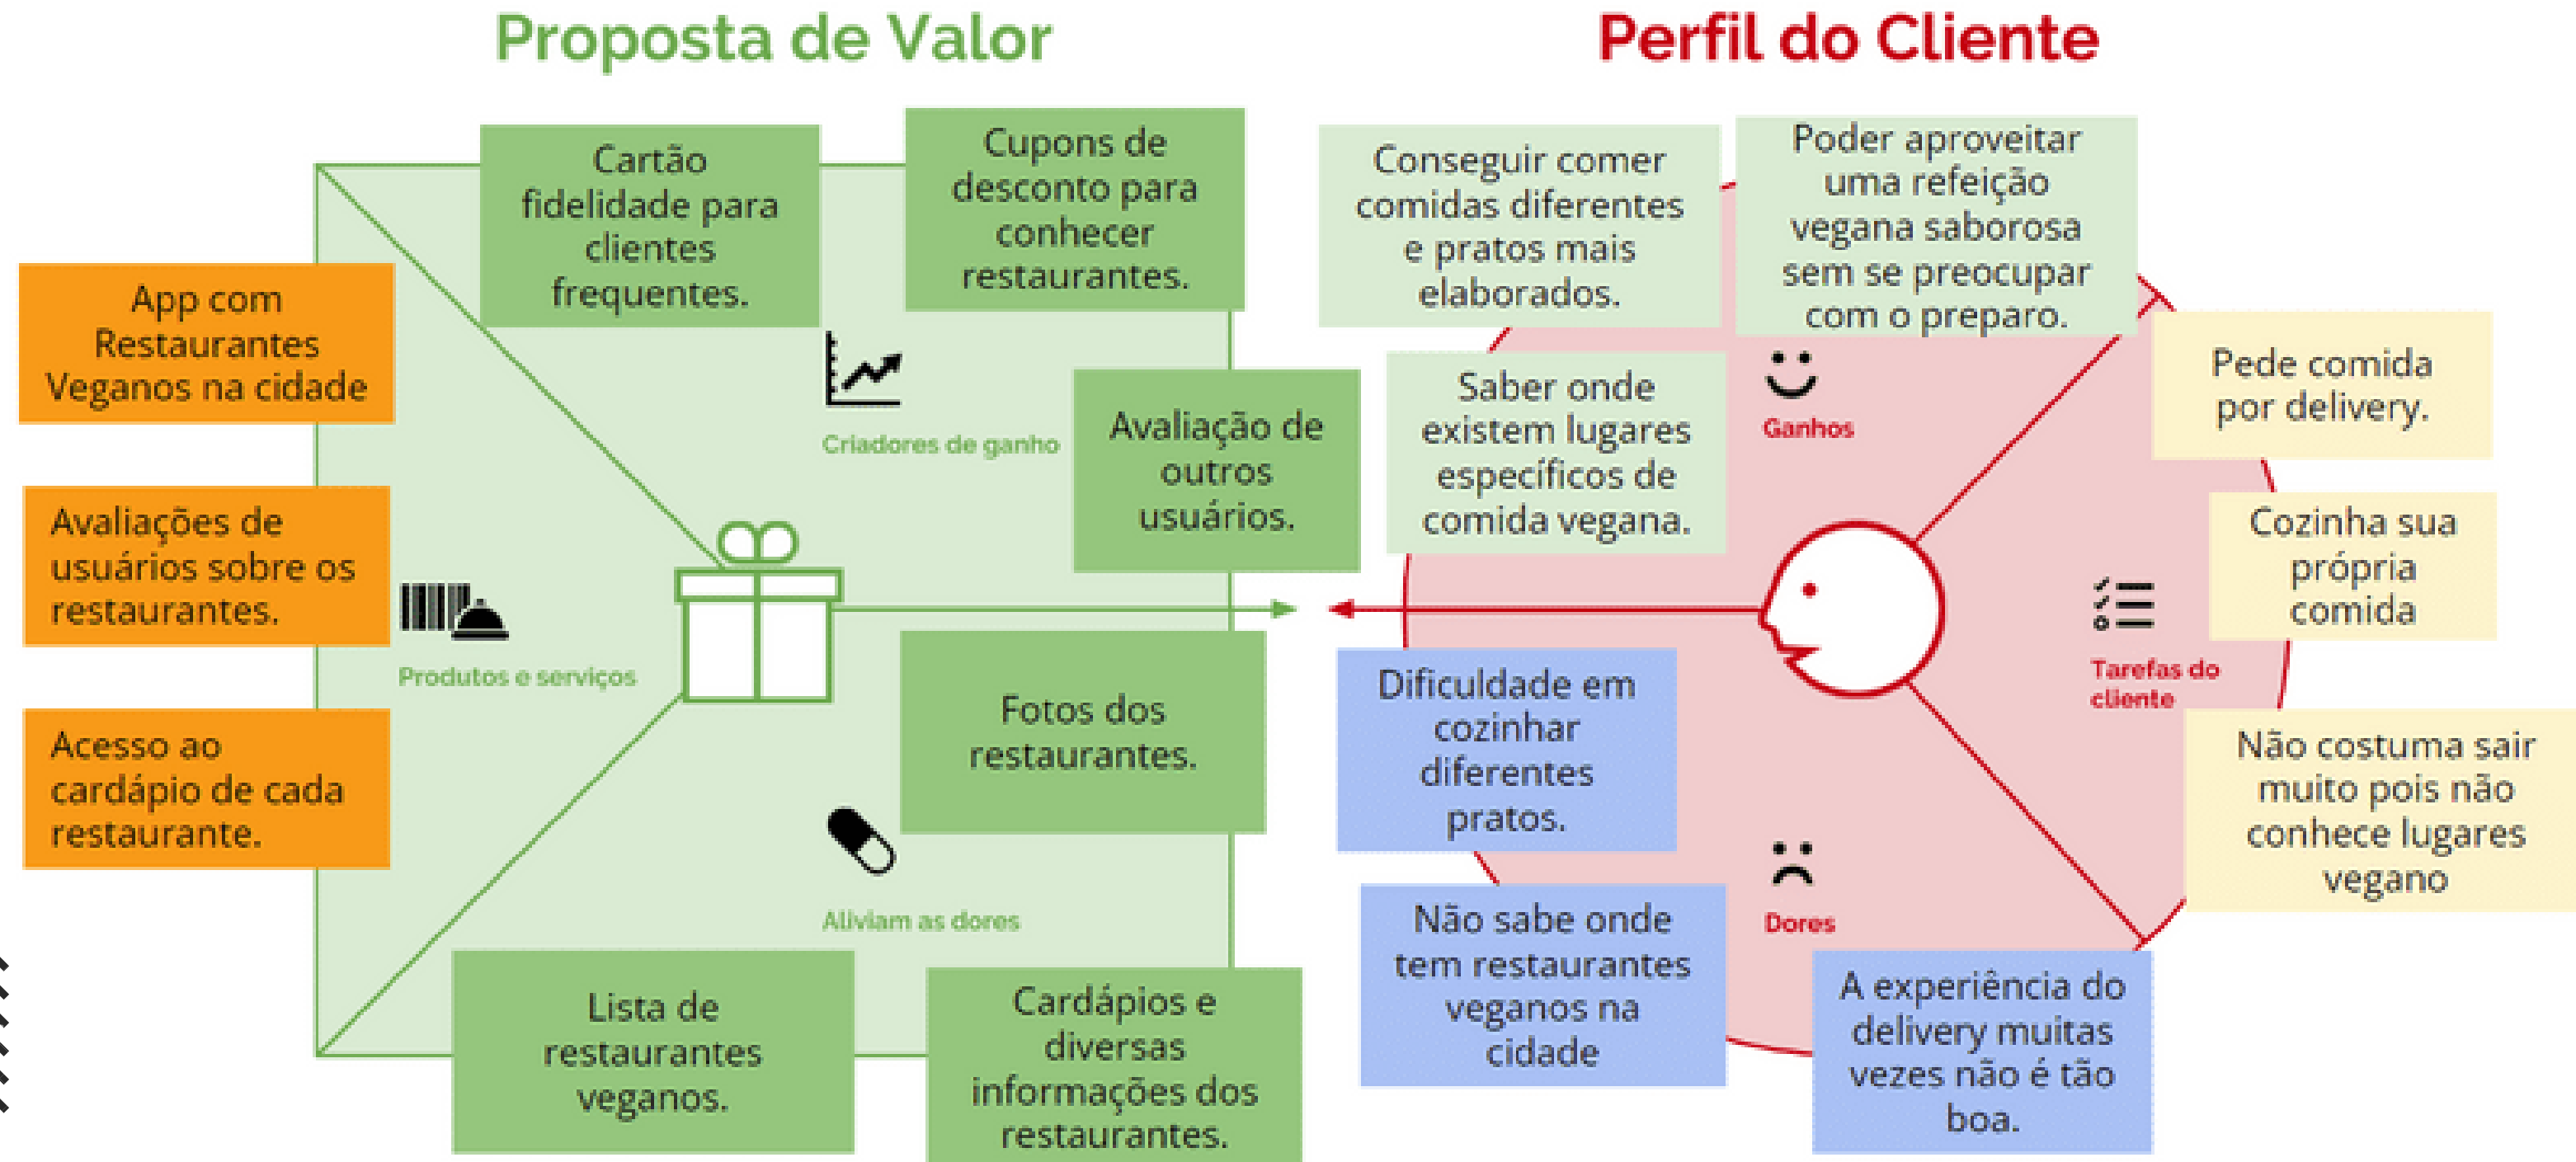 Proposta de Valor
Cartão
fidelidade para
clientes
frequentes.
Cupons de
desconto para
conhecer
restaurantes.
App com
Restaurantes
Veganos na cidade
Criadores de ganho
Avaliação de
outros
usuários.
Avaliações de
usuários sobre os
restaurantes.
Produtos e serviços
Fotos dos
restaurantes.
Acesso ao
cardápio de cada
restaurante.
Aliviam as dores
Lista de
restaurantes
veganos.
Cardápios e
diversas
informações dos
restaurantes.
Perfil do Cliente
Conseguir comer
comidas diferentes
e pratos mais
elaborados.
Poder aproveitar
uma refeição
vegana saborosa
sem se preocupar
com o preparo.
Saber onde
existem lugares
específicos de
comida vegana.
Ganhos
Pede comida
por delivery.
Cozinha sua
própria
comida
Tarefas do
cliente
Não costuma sair
muito pois não
conhece lugares
vegano
Dificuldade em
cozinhar
diferentes
pratos.
Dores
Não sabe onde
tem restaurantes
veganos na
cidade
A experiência do
delivery muitas
vezes não é tão
boa.